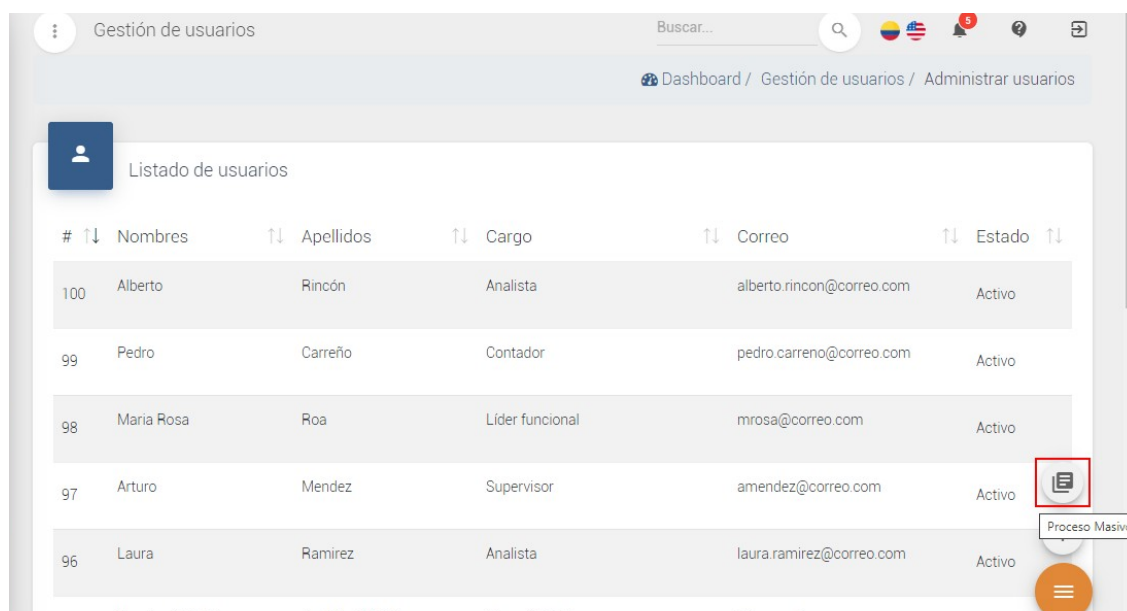 Gestión de usuarios Buscar... 5
Dashboard / Gestión de usuarios / Administrar usuarios
Listado de usuarios
# Nombres Apellidos Cargo Correo Estado
100 Alberto Rincón Analista alberto.rincon@correo.com Activo
99 Pedro Carreño Contador pedro.carreno@correo.com Activo
98 Maria Rosa Roa Líder funcional mrosa@correo.com Activo
97 Arturo Mendez Supervisor amendez@correo.com Activo
Proceso Masivo
96 Laura Ramirez Analista laura.ramirez@correo.com Activo